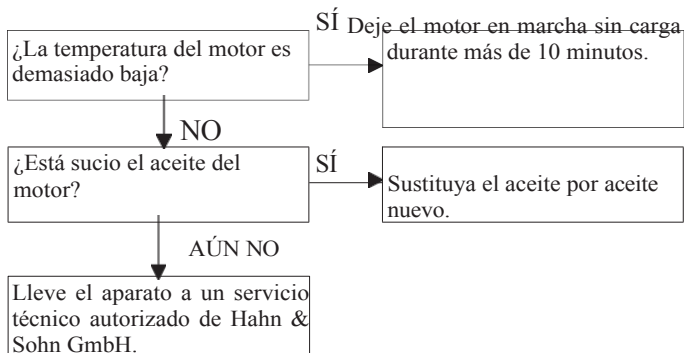 SÍ
Deje el motor en marcha sin carga
durante más de 10 minutos.
¿La temperatura del motor es
demasiado baja?
NO
¿Está sucio el aceite del
motor?
SÍ
Sustituya el aceite por aceite
nuevo.
AÚN NO
Lleve el aparato a un servicio
técnico autorizado de Hahn &
Sohn GmbH.